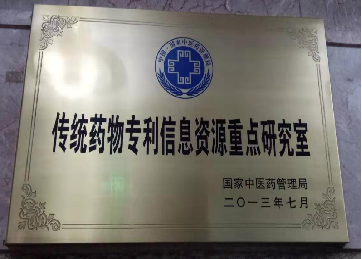 传统药物专利信息资源重点研究室
国家中医药管理局
二〇一三年七月